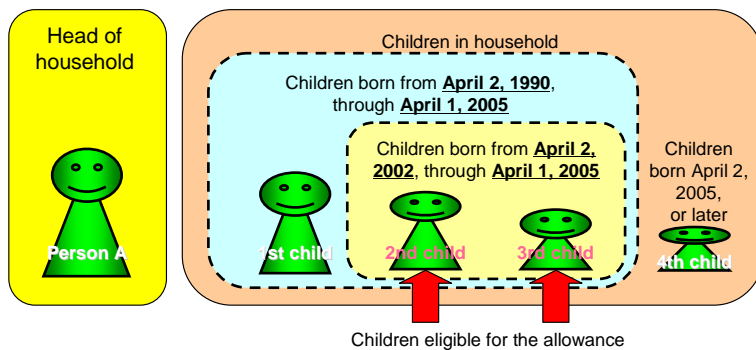 Head of
household
Person A
Children in household
Children born from April 2, 1990,
through April 1, 2005
Children born from April 2,
2002, through April 1, 2005
Children
born April 2,
2005,
or later
1st child
2nd child
3rd child
4th child
Children eligible for the allowance